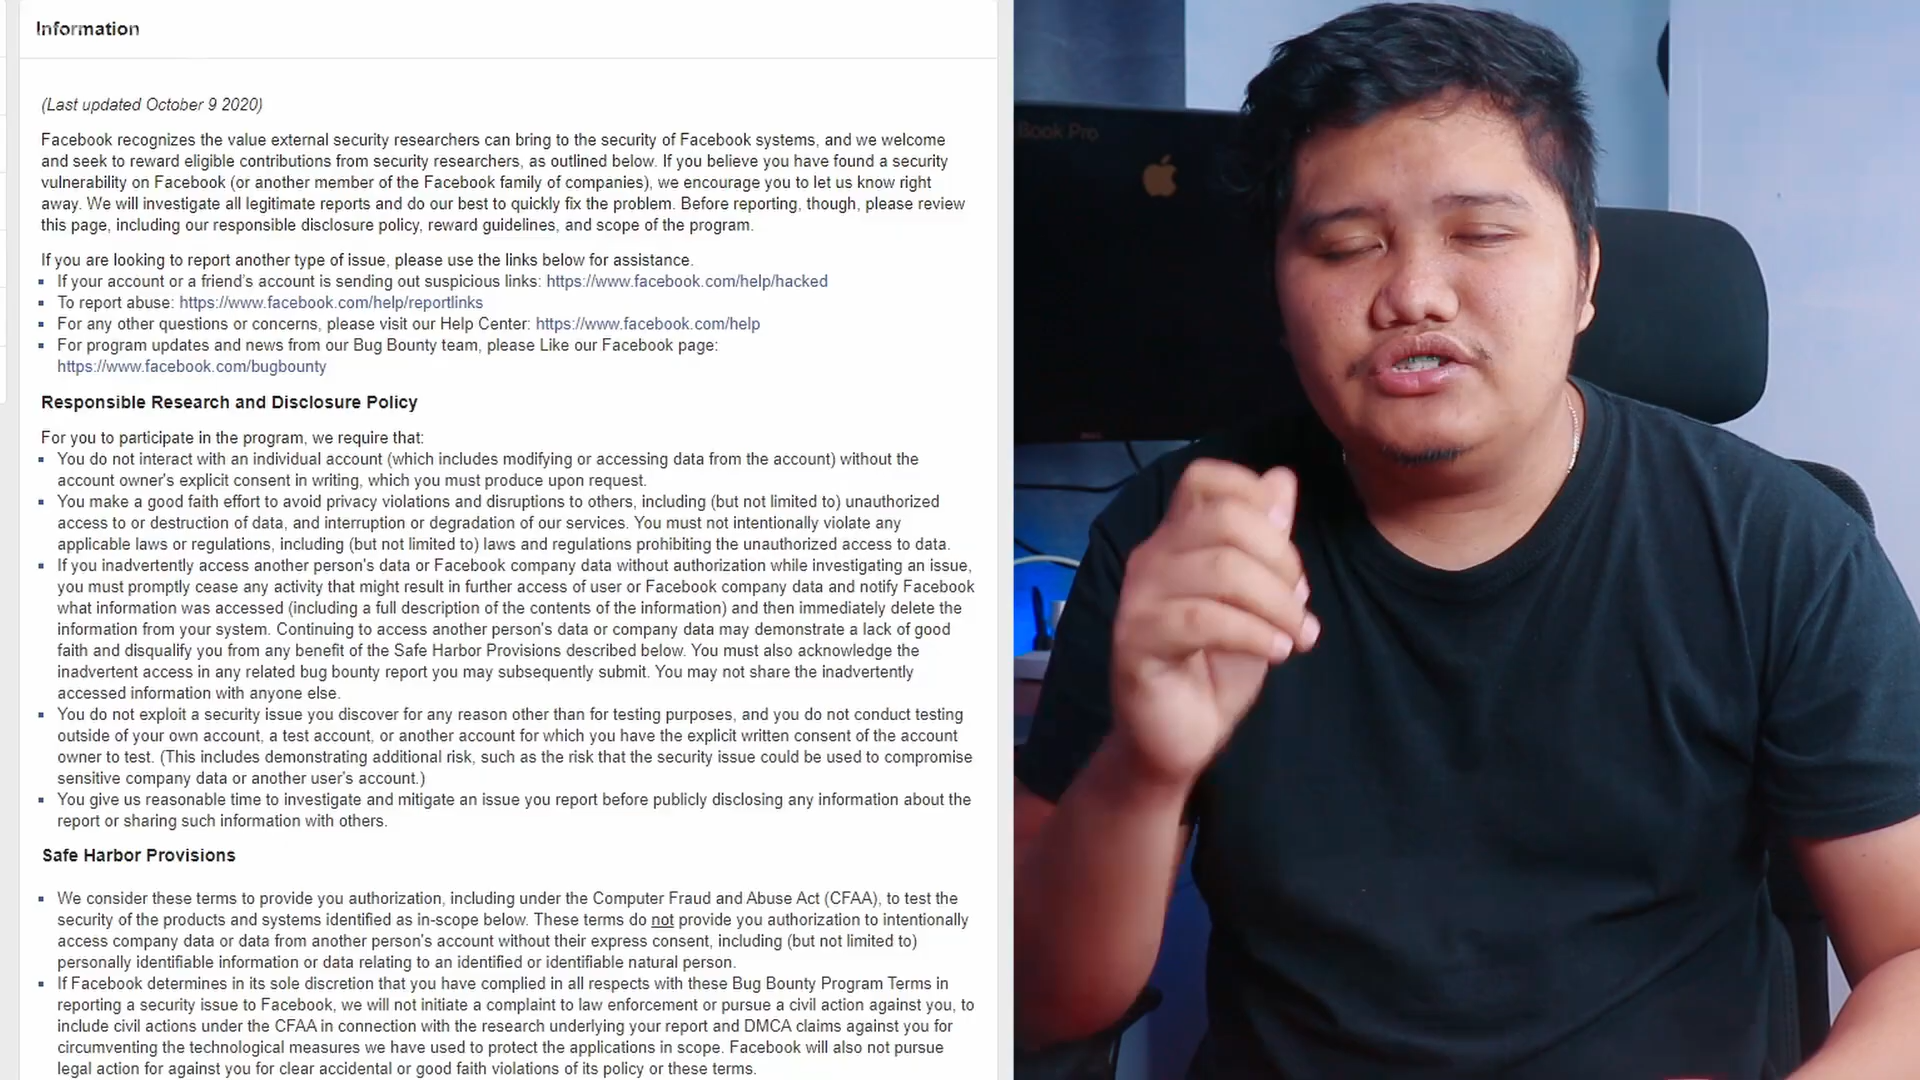 Information
(Last updated October 9 2020)
Facebook recognizes the value external security researchers can bring to the security of Facebook systems, and we welcome
and seek to reward eligible contributions from security researchers, as outlined below. If you believe you have found a security
vulnerability on Facebook (or another member of the Facebook family of companies), we encourage you to let us know right
away. We will investigate all legitimate reports and do our best to quickly fix the problem. Before reporting, though, please review
this page, including our responsible disclosure policy, reward guidelines, and scope of the program.
If you are looking to report another type of issue, please use the links below for assistance.
If your account or a friend's account is sending out suspicious links: https://www.facebook.com/help/hacked
To report abuse: https://www.facebook.com/help/reportlinks
For any other questions or concerns, please visit our Help Center: https://www.facebook.com/help
For program updates and news from our Bug Bounty team, please Like our Facebook page:
https://www.facebook.com/bugbounty
Responsible Research and Disclosure Policy
For you to participate in the program, we require that:
You do not interact with an individual account (which includes modifying or accessing data from the account) without the
account owner's explicit consent in writing, which you must produce upon request.
You make a good faith effort to avoid privacy violations and disruptions to others, including (but not limited to) unauthorized
access to or destruction of data, and interruption or degradation of our services. You must not intentionally violate any
applicable laws or regulations, including (but not limited to) laws and regulations prohibiting the unauthorized access to data.
If you inadvertently access another person's data or Facebook company data without authorization while investigating an issue,
you must promptly cease any activity that might result in further access of user or Facebook company data and notify Facebook
what information was accessed (including a full description of the contents of the information) and then immediately delete the
information from your system. Continuing to access another person's data or company data may demonstrate a lack of good
faith and disqualify you from any benefit of the Safe Harbor Provisions described below. You must also acknowledge the
inadvertent access in any related bug bounty report you may subsequently submit. You may not share the inadvertently
accessed information with anyone else.
You do not exploit a security issue you discover for any reason other than for testing purposes, and you do not conduct testing
outside of your own account, a test account, or another account for which you have the explicit written consent of the account
owner to test. (This includes demonstrating additional risk, such as the risk that the security issue could be used to compromise
sensitive company data or another user's account.)
You give us reasonable time to investigate and mitigate an issue you report before publicly disclosing any information about the
report or sharing such information with others.
Safe Harbor Provisions
We consider these terms to provide you authorization, including under the Computer Fraud and Abuse Act (CFAA), to test the
security of the products and systems identified as in-scope below. These terms do not provide you authorization to intentionally
access company data or data from another person's account without their express consent, including (but not limited to)
personally identifiable information or data relating to an identified or identifiable natural person.
If Facebook determines in its sole discretion that you have complied in all respects with these Bug Bounty Program Terms in
reporting a security issue to Facebook, we will not initiate a complaint to law enforcement or pursue a civil action against you, to
include civil actions under the CFAA in connection with the research underlying your report and DMCA claims against you for
circumventing the technological measures we have used to protect the applications in scope. Facebook will also not pursue
legal action for against you for clear accidental or good faith violations of its policy or these terms.
Book Pro